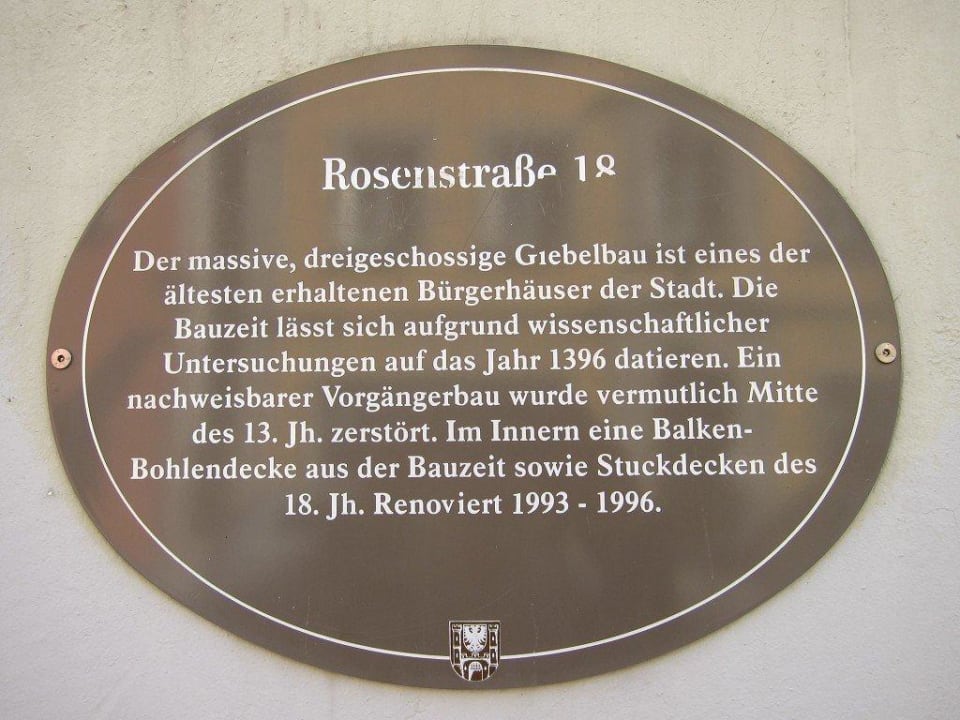 Rosenstraße 18
Der massive, dreigeschossige Giebelbau ist eines der
ältesten erhaltenen Bürgerhäuser der Stadt. Die
Bauzeit lässt sich aufgrund wissenschaftlicher
Untersuchungen auf das Jahr 1396 datieren. Ein
nachweisbarer Vorgängerbau wurde vermutlich Mitte
des 13. Jh. zerstört. Im Innern eine Balken-
Bohlendecke aus der Bauzeit sowie Stuckdecken des
18. Jh. Renoviert 1993 - 1996.